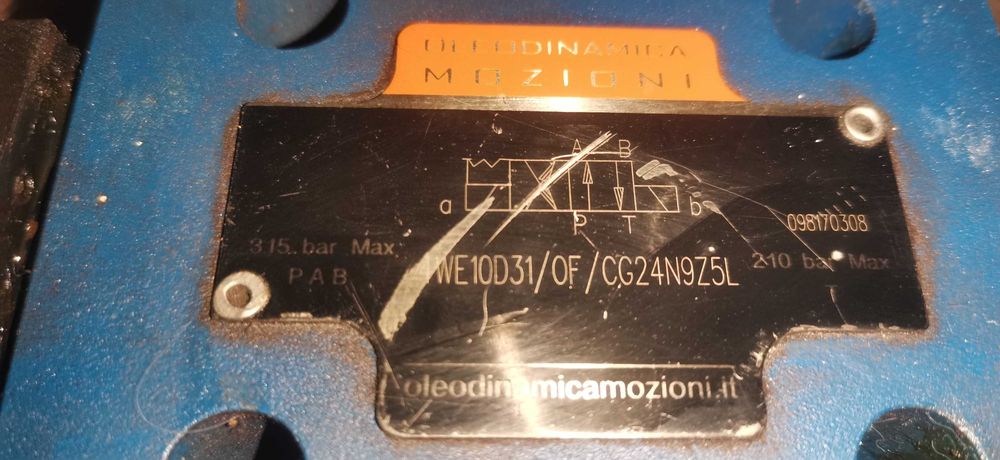 OLEODINAMICA
MOZIONI
A B
a b
P T
098170308
315 bar Max
P A B
WE10D31/OF/CG24N9Z5L
210 bar Max
T
oleodinamicamozioni.it